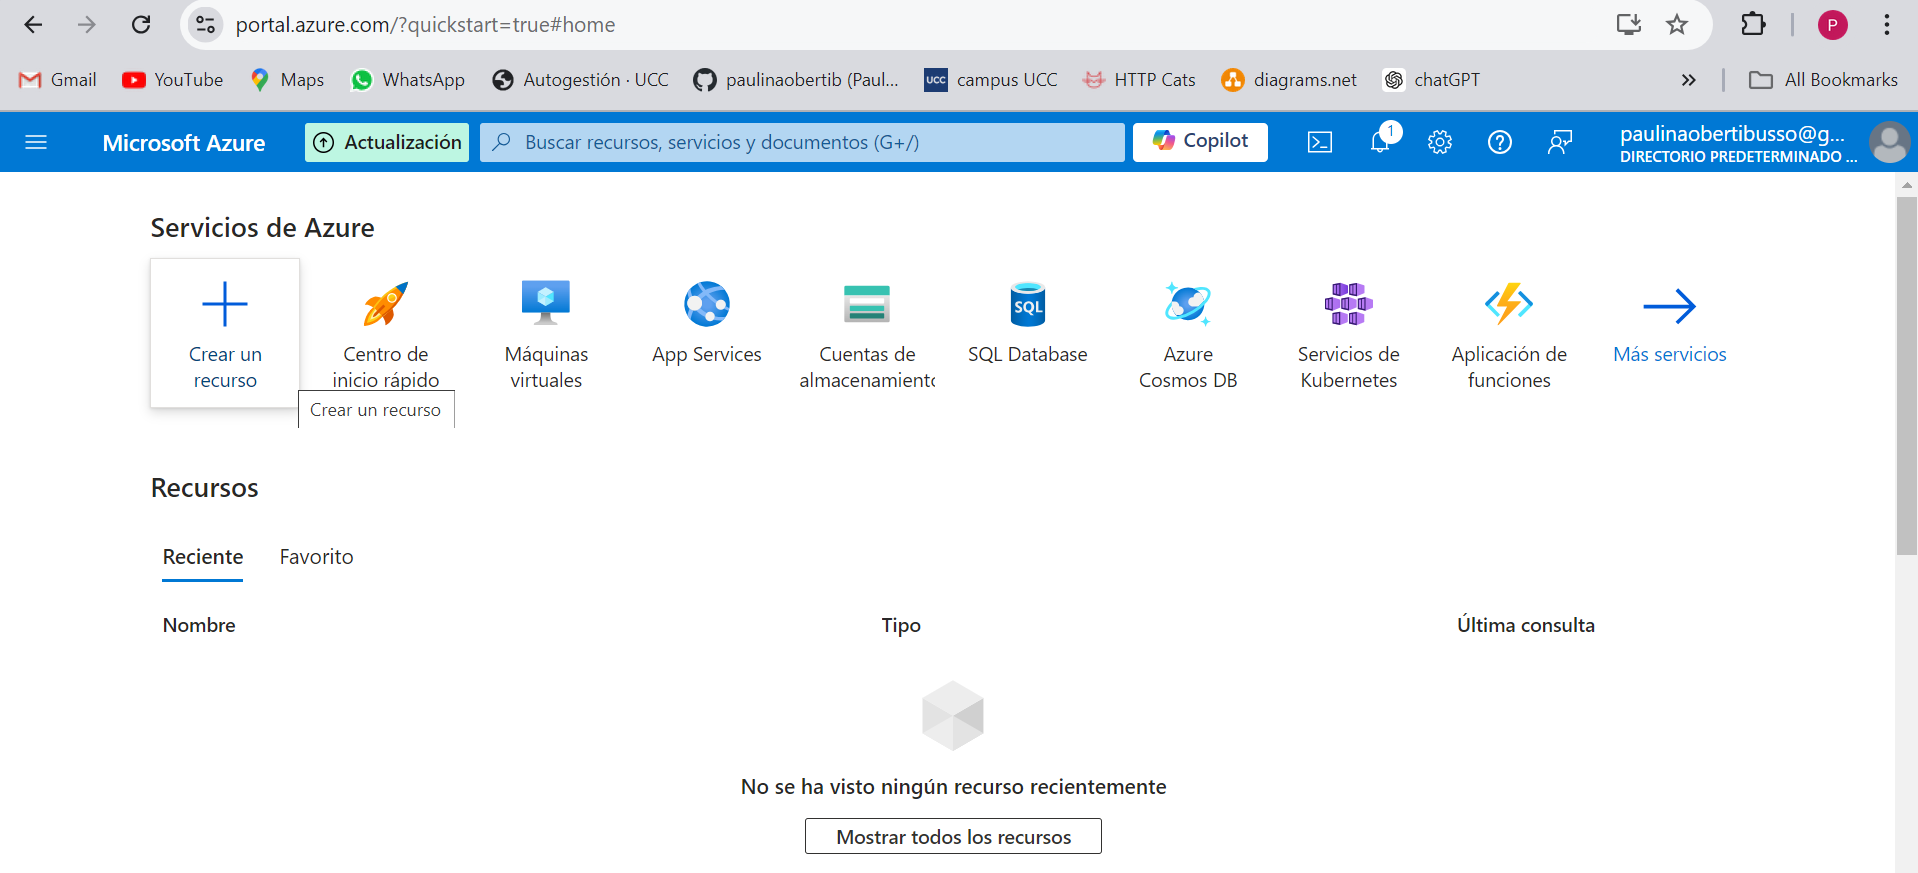 portal.azure.com/?quickstart=true#home
P
Gmail
YouTube
Maps
WhatsApp
Autogestión · UCC
paulinaobertib (Paul...
UCC
campus UCC
HTTP Cats
diagrams.net
chatGPT
»
All Bookmarks
Microsoft Azure
Actualización
Buscar recursos, servicios y documentos (G+/)
Copilot
1
paulinaobertibusso@g...
DIRECTORIO PREDETERMINADO ...
Servicios de Azure
Crear un
recurso
Centro de
inicio rápido
Máquinas
virtuales
App Services
Cuentas de
almacenamiento
SQL
SQL Database
Azure
Cosmos DB
Servicios de
Kubernetes
Aplicación de
funciones
Más servicios
Crear un recurso
Recursos
Reciente
Favorito
Nombre
Tipo
Última consulta
No se ha visto ningún recurso recientemente
Mostrar todos los recursos